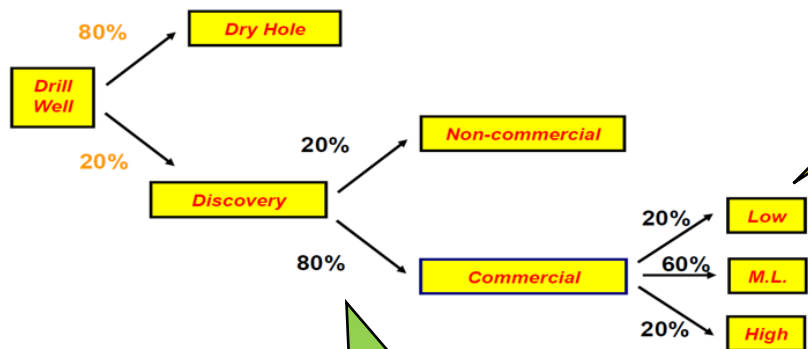 80%
Dry Hole
Drill
Well
20%
20%
Non-commercial
Discovery
80%
Commercial
20%
Low
60%
M.L.
20%
High